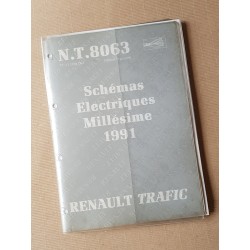 N.T.8063
Schémas
Electriques
Millésime
1991
RENAULT TRAFIC